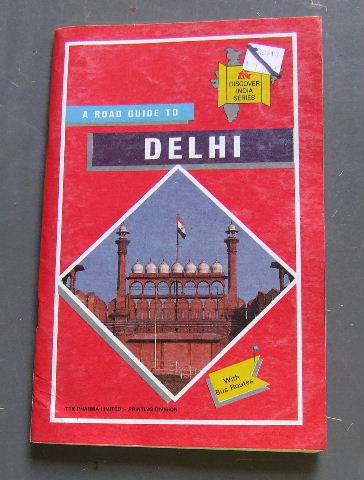 DISCOVER
INDIA
SERIES
A ROAD GUIDE TO
DELHI
With
Bus Routes
TTK PHARMA LIMITED - PRINTING DIVISION